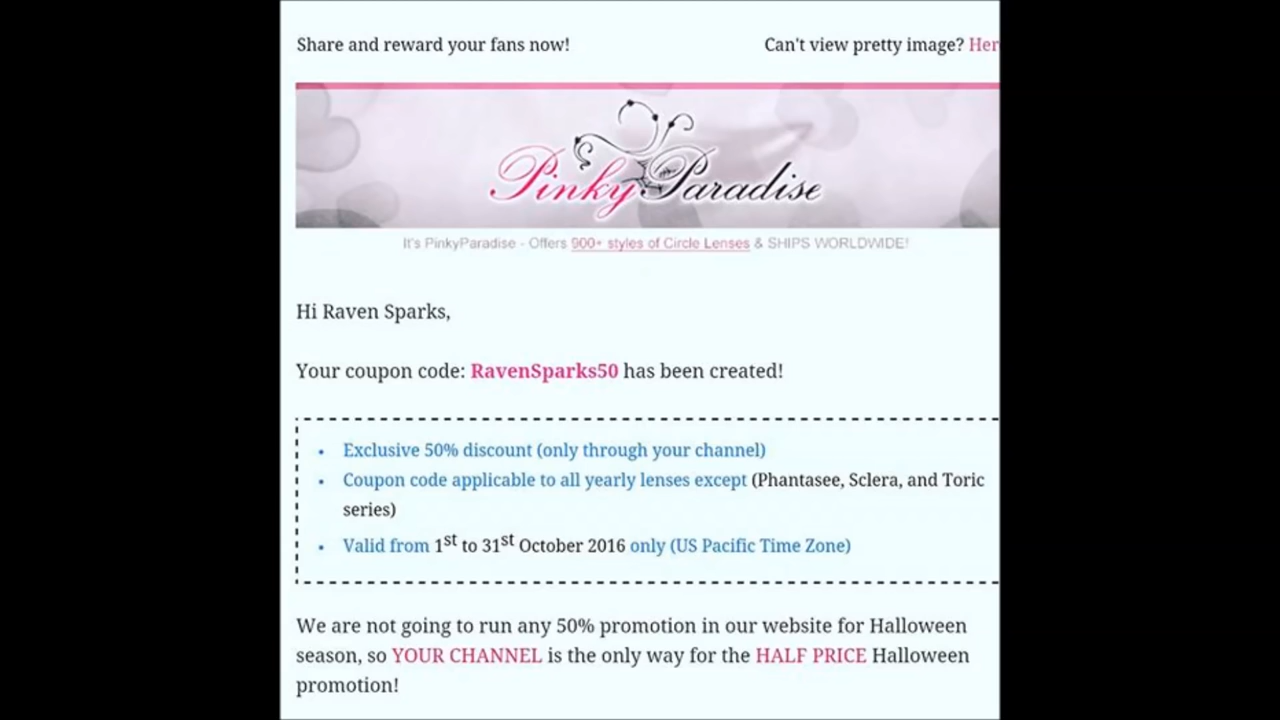 Share and reward your fans now!
Can't view pretty image? Her
Pinky Paradise
It's PinkyParadise - Offers 900+ styles of Circle Lenses & SHIPS WORLDWIDE!
Hi Raven Sparks,
Your coupon code: RavenSparks50 has been created!
• Exclusive 50% discount (only through your channel)
• Coupon code applicable to all yearly lenses except (Phantasee, Sclera, and Toric
series)
• Valid from 1st to 31st October 2016 only (US Pacific Time Zone)
We are not going to run any 50% promotion in our website for Halloween
season, so YOUR CHANNEL is the only way for the HALF PRICE Halloween
promotion!